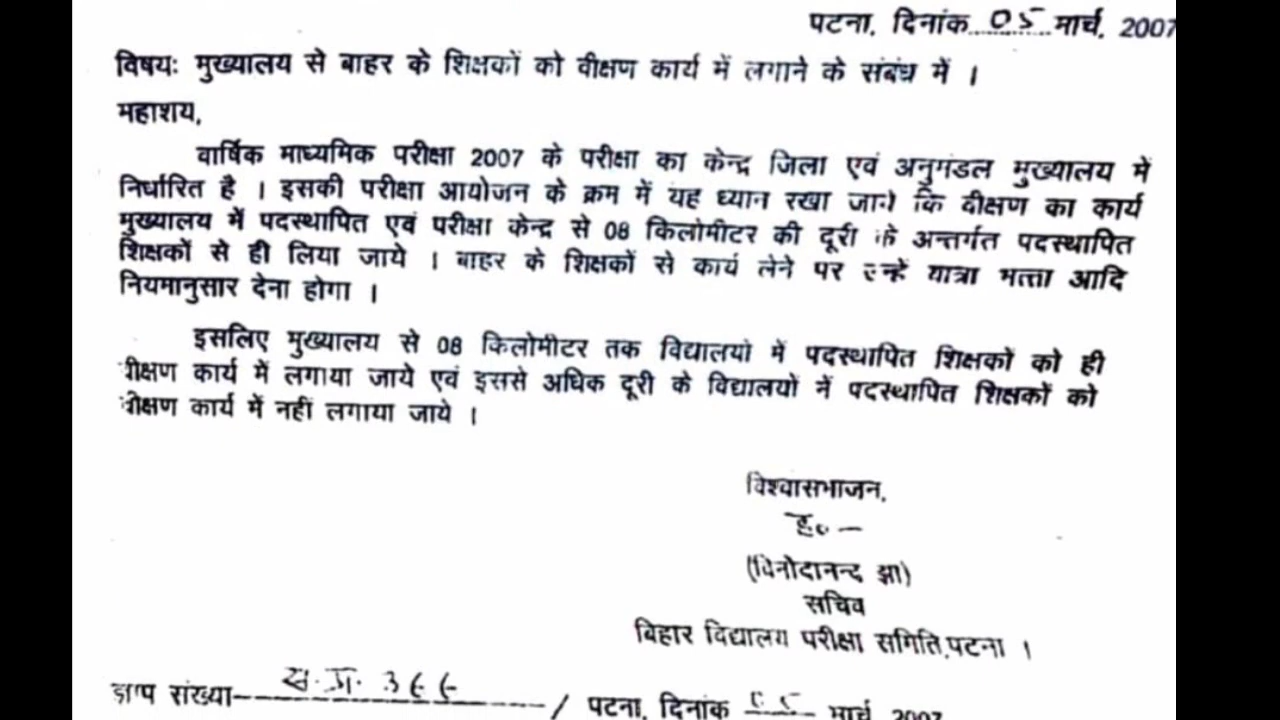 पटना, दिनांक 05 मार्च, 2007
विषयः मुख्यालय से बाहर के शिक्षकों को वीक्षण कार्य में लगाने के संबंध में ।
महाशय,
वार्षिक माध्यमिक परीक्षा 2007 के परीक्षा का केन्द्र जिला एवं अनुमंडल मुख्यालय में
निर्धारित है । इसकी परीक्षा आयोजन के क्रम में यह ध्यान रखा जाये कि वीक्षण का कार्य
मुख्यालय में पदस्थापित एवं परीक्षा केन्द्र से 08 किलोमीटर की दूरी के अन्तर्गत पदस्थापित
शिक्षकों से ही लिया जाये । बाहर के शिक्षकों से कार्य लेने पर उन्हें यात्रा भत्ता आदि
नियमानुसार देना होगा ।
इसलिए मुख्यालय से 08 किलोमीटर तक विद्यालयों में पदस्थापित शिक्षकों को ही
वीक्षण कार्य में लगाया जाये एवं इससे अधिक दूरी के विद्यालयों में पदस्थापित शिक्षकों को
वीक्षण कार्य में नहीं लगाया जाये ।
विश्वासभाजन,
ह० —
(विनोदानन्द झा)
सचिव
बिहार विद्यालय परीक्षा समिति,पटना ।
ज्ञाप संख्या— / पटना, दिनांक 05 मार्च, 2007